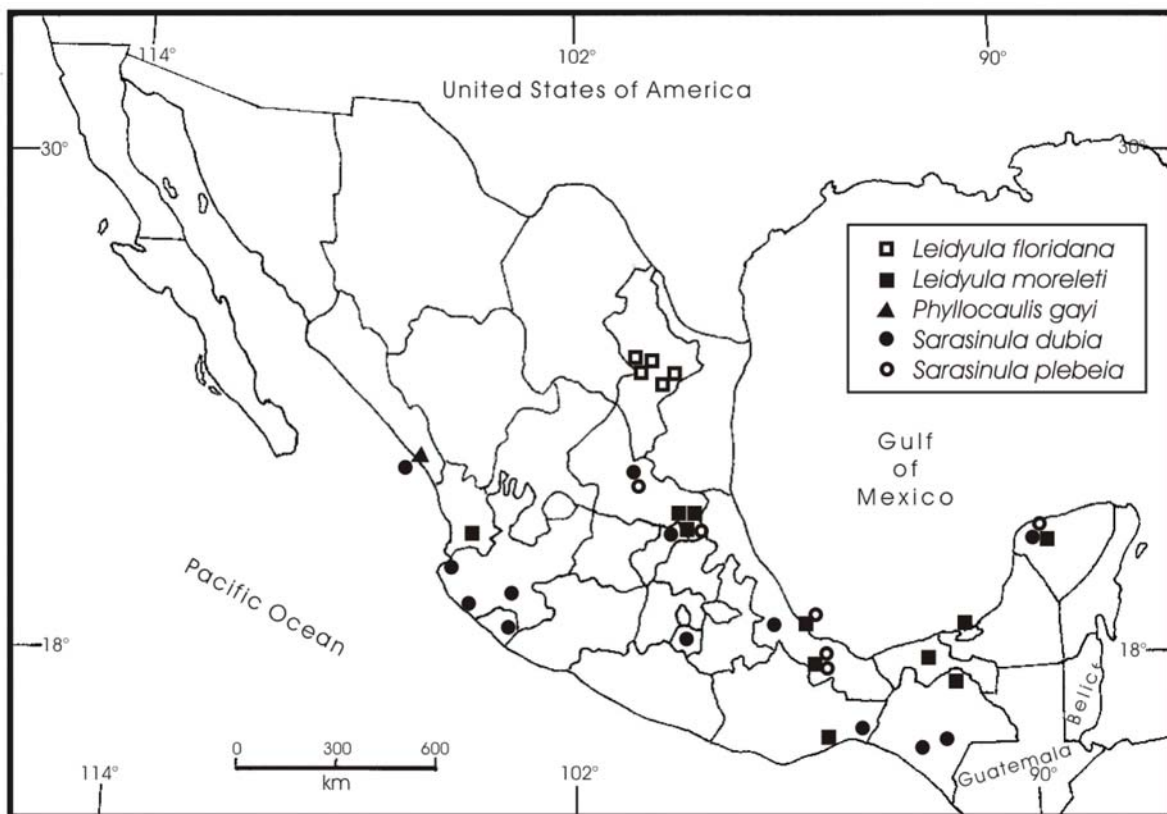 114°
102°
90°
United States of America
30°
30°
Leidyula floridana
Leidyula moreleti
Phyllocaulis gayi
Sarasinula dubia
Sarasinula plebeia
Gulf
of
Mexico
Pacific Ocean
18°
18°
Belice
Guatemala
0 300 600
km
114°
102°
90°